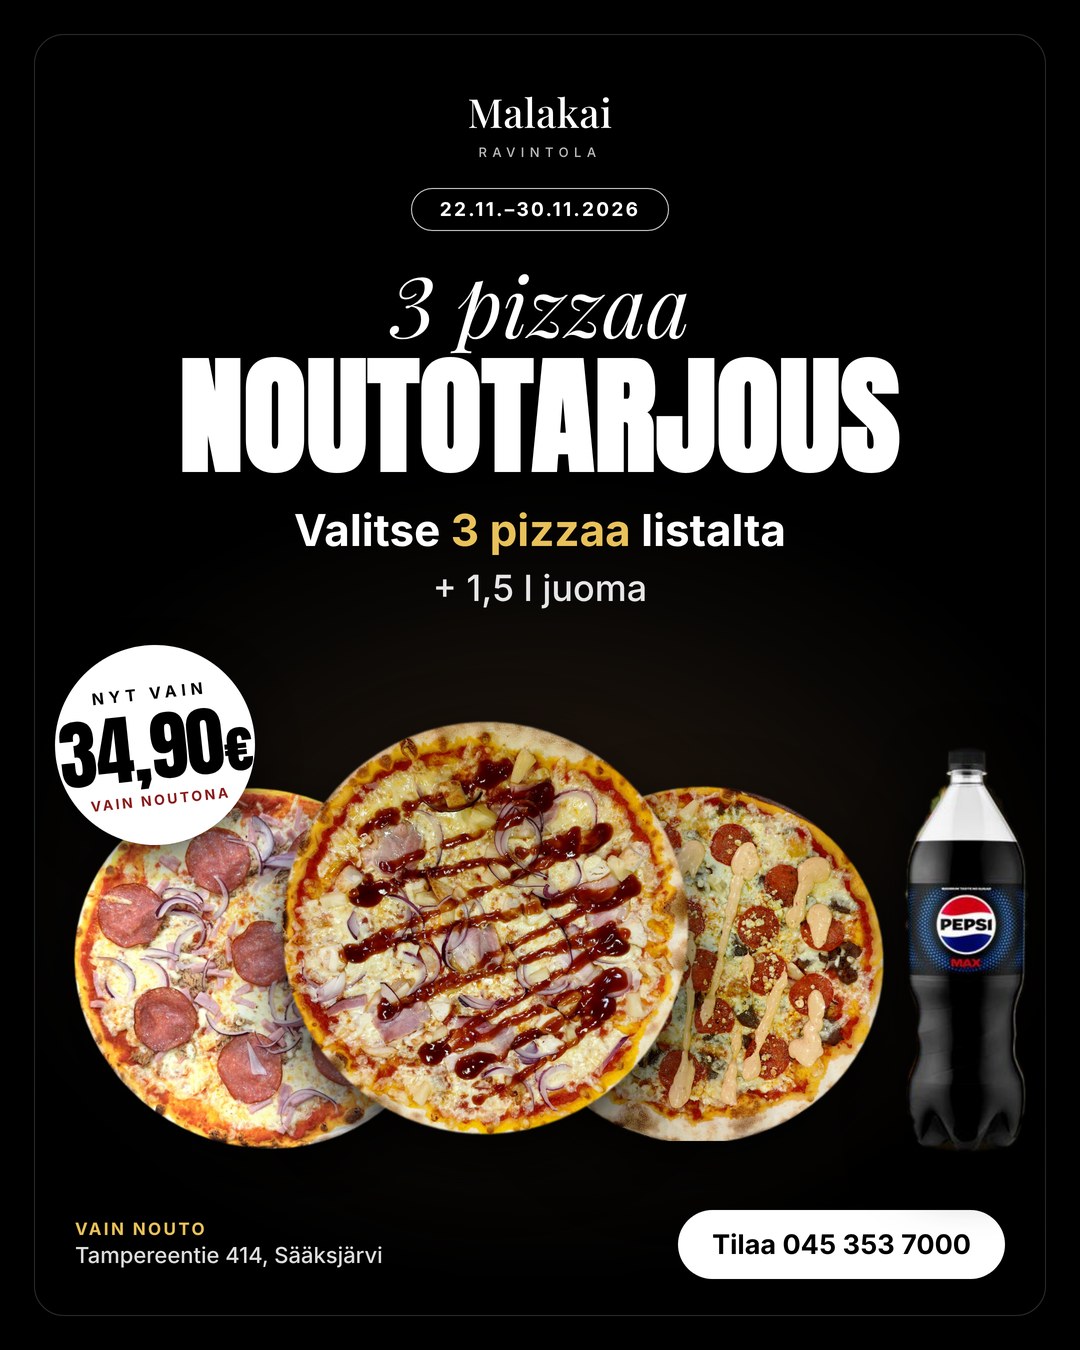 Malakai
RAVINTOLA
22.11.–30.11.2026
3 pizzaa
NOUTOTARJOUS
Valitse 3 pizzaa listalta
+ 1,5 l juoma
NYT VAIN
34,90€
VAIN NOUTONA
PEPSI
MAX
VAIN NOUTO
Tampereentie 414, Sääksjärvi
Tilaa 045 353 7000